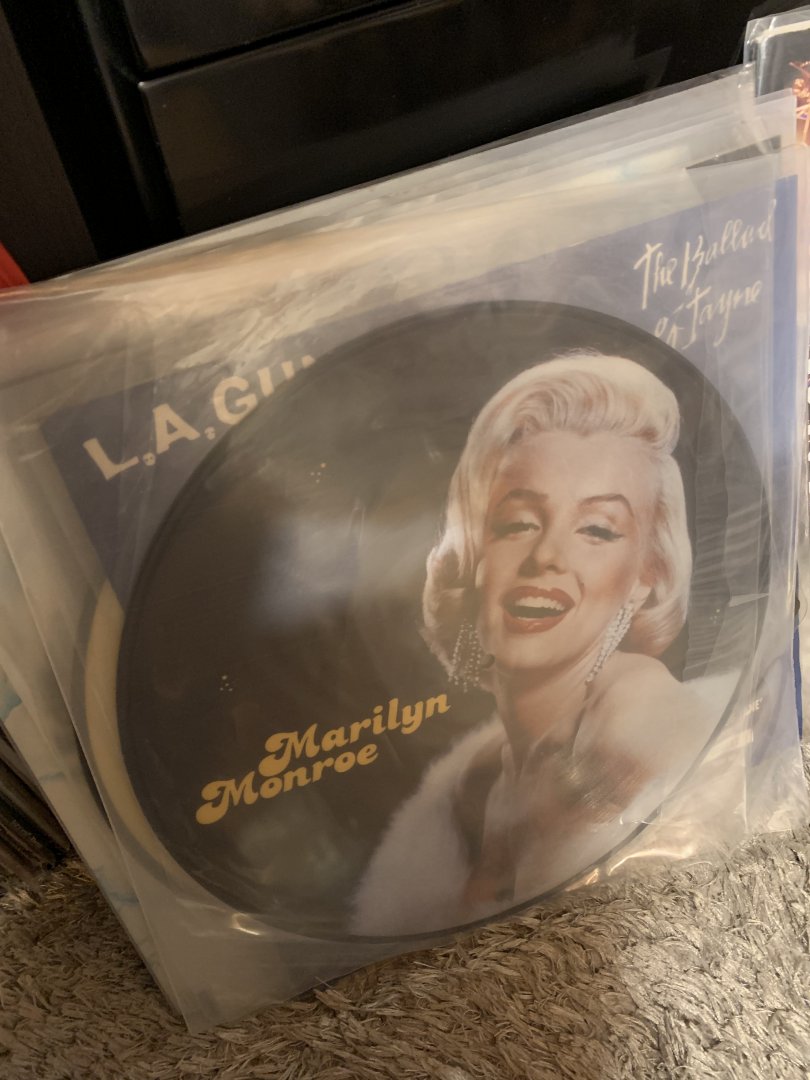 The Ballad
of Jayne
L.A.GU
Marilyn
Monroe